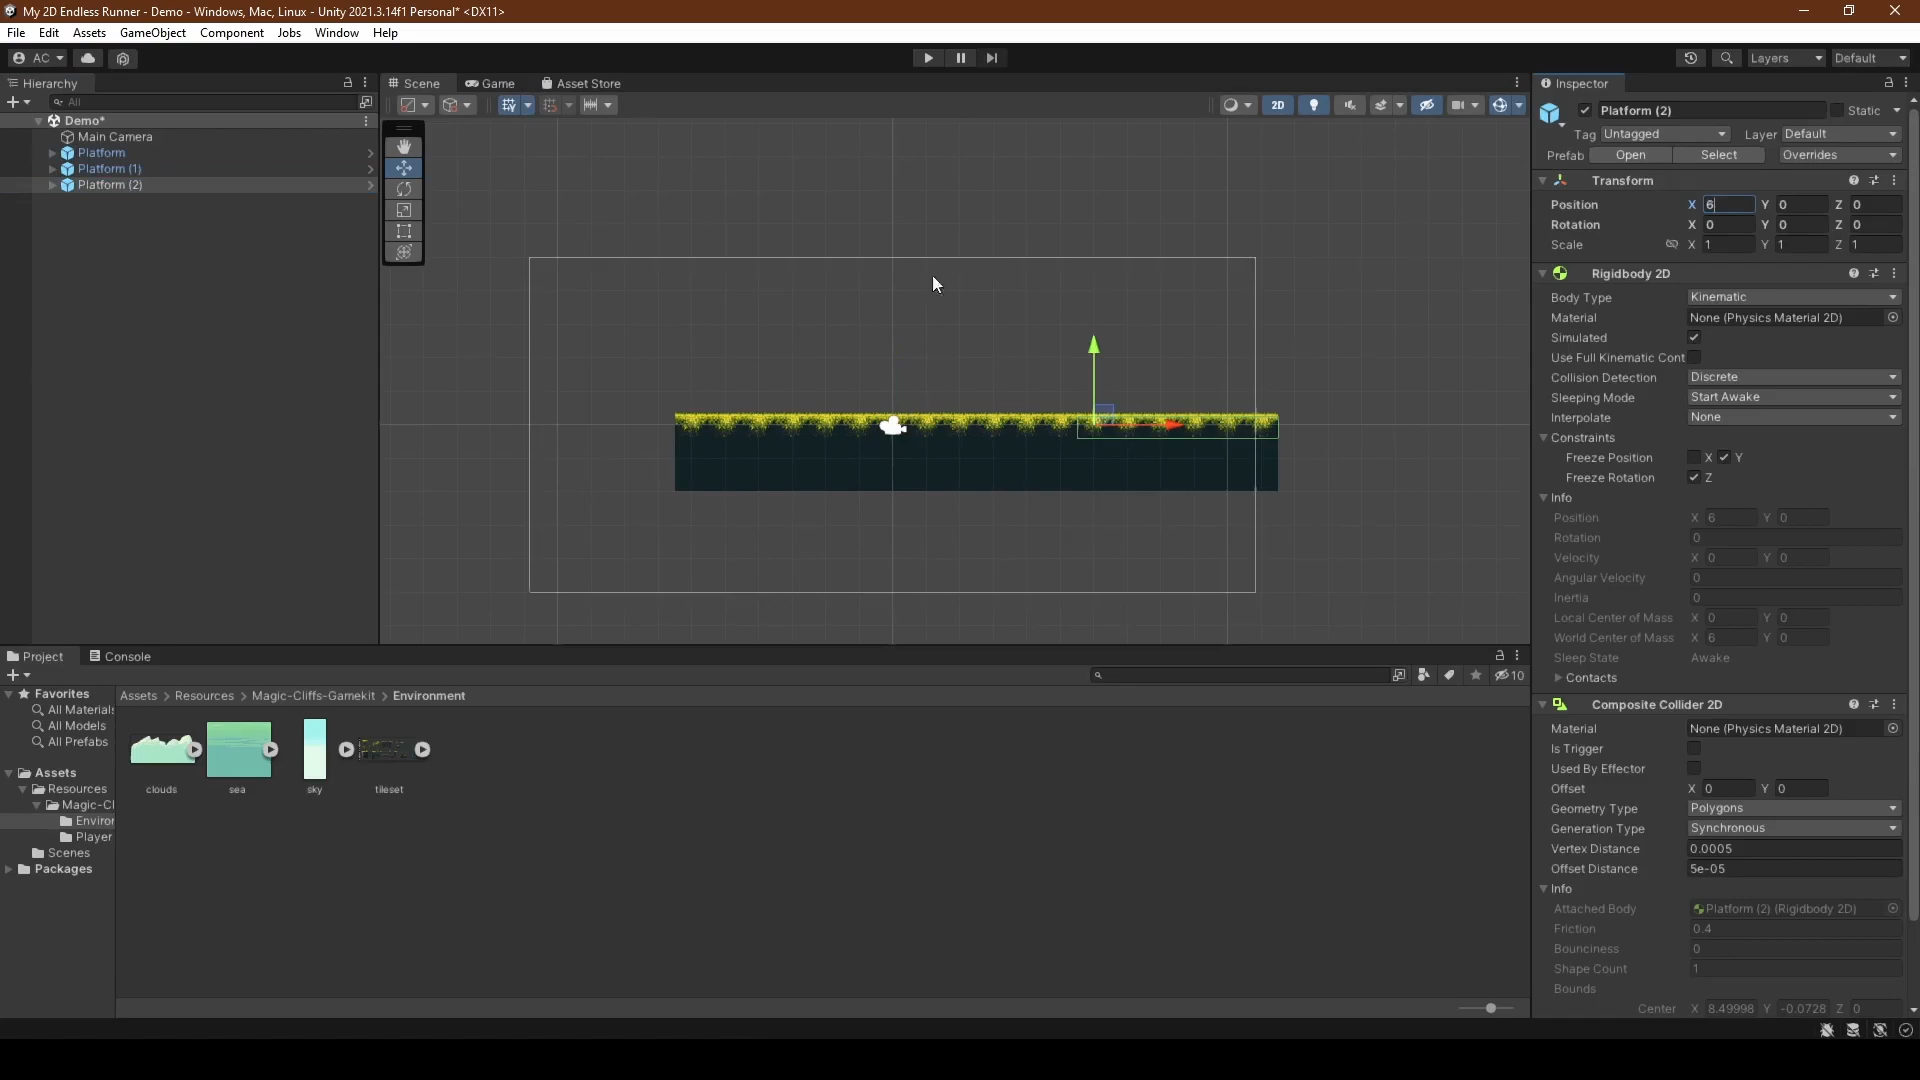 My 2D Endless Runner - Demo - Windows, Mac, Linux - Unity 2021.3.14f1 Personal* <DX11>
File Edit Assets GameObject Component Jobs Window Help
AC Layers Default
Hierarchy
All
Demo*
Main Camera
Platform
Platform (1)
Platform (2)
Scene Game Asset Store
2D
Inspector
Platform (2) Static
Tag Untagged Layer Default
Prefab Open Select Overrides
Transform
Position X 6 Y 0 Z 0
Rotation X 0 Y 0 Z 0
Scale X 1 Y 1 Z 1
Rigidbody 2D
Body Type Kinematic
Material None (Physics Material 2D)
Simulated
Use Full Kinematic Cont
Collision Detection Discrete
Sleeping Mode Start Awake
Interpolate None
Constraints
Freeze Position X Y
Freeze Rotation Z
Info
Position X 6 Y 0
Rotation 0
Velocity X 0 Y 0
Angular Velocity 0
Inertia 0
Local Center of Mass X 0 Y 0
World Center of Mass X 6 Y 0
Sleep State Awake
Contacts
Composite Collider 2D
Material None (Physics Material 2D)
Is Trigger
Used By Effector
Offset X 0 Y 0
Geometry Type Polygons
Generation Type Synchronous
Vertex Distance 0.0005
Offset Distance 5e-05
Info
Attached Body Platform (2) (Rigidbody 2D)
Friction 0.4
Bounciness 0
Shape Count 1
Bounds
Center X 8.49998 Y -0.0728 Z 0
Project Console
10
Favorites
All Materials
All Models
All Prefabs
Assets
Resources
Magic-Cl
Enviror
Player
Scenes
Packages
Assets > Resources > Magic-Cliffs-Gamekit > Environment
clouds sea sky tileset